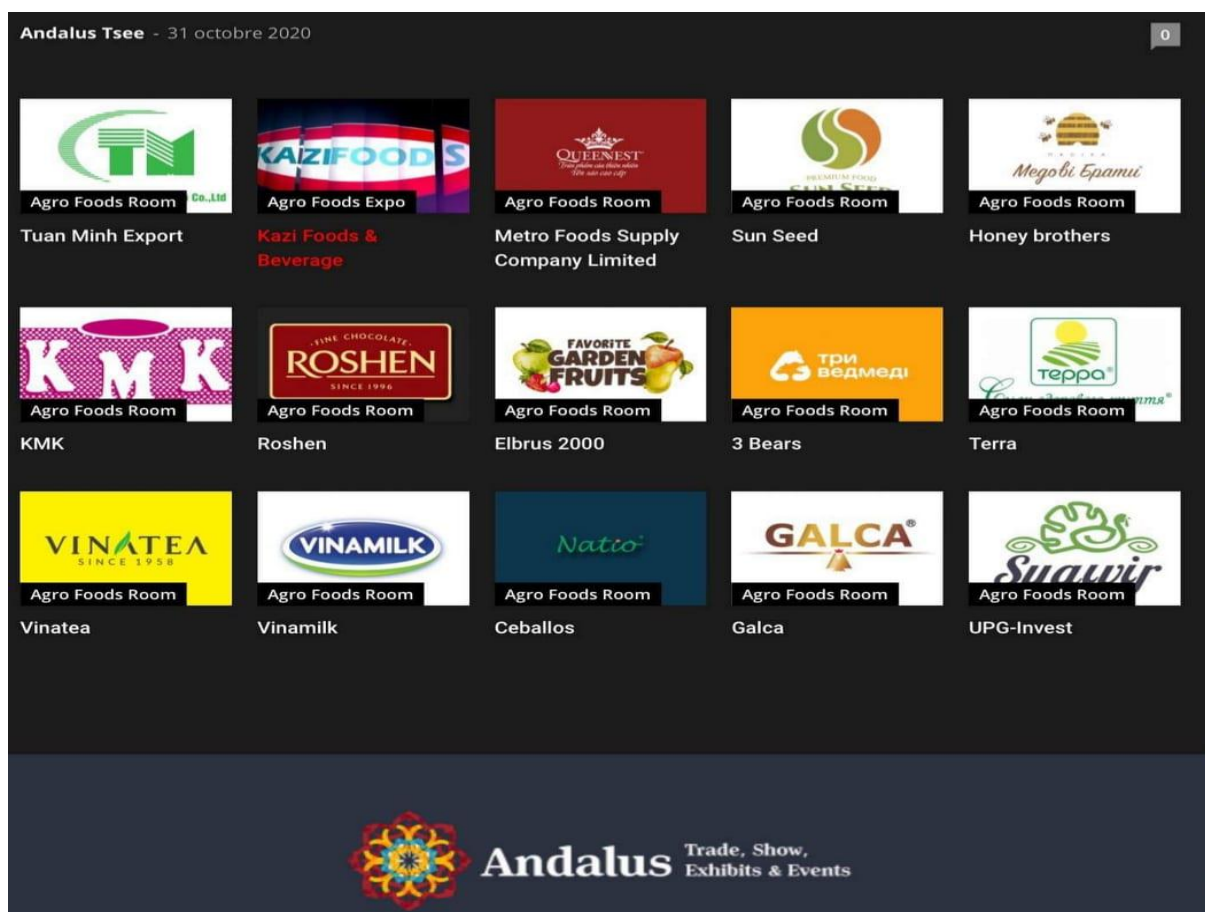 Andalus Tsee - 31 octobre 2020
0
TM
Co.,Ltd
Agro Foods Room
Tuan Minh Export
KAZIFOODS
Agro Foods Expo
Kazi Foods &
Beverage
QUEENNEST
Agro Foods Room
Metro Foods Supply
Company Limited
PREMIUM FOOD
SUN SEED
Agro Foods Room
Sun Seed
Медові Брати
Agro Foods Room
Honey brothers
KMK
Agro Foods Room
KMK
FINE CHOCOLATE
ROSHEN
SINCE 1996
Agro Foods Room
Roshen
FAVORITE
GARDEN
FRUITS
Agro Foods Room
Elbrus 2000
три
ведмеді
Agro Foods Room
3 Bears
Терра®
Agro Foods Room
Terra
VINATEA
SINCE 1958
Agro Foods Room
Vinatea
VINAMILK
Agro Foods Room
Vinamilk
Natio
Agro Foods Room
Ceballos
GALCA®
Agro Foods Room
Galca
Agro Foods Room
UPG-Invest
Andalus
Trade, Show,
Exhibits & Events